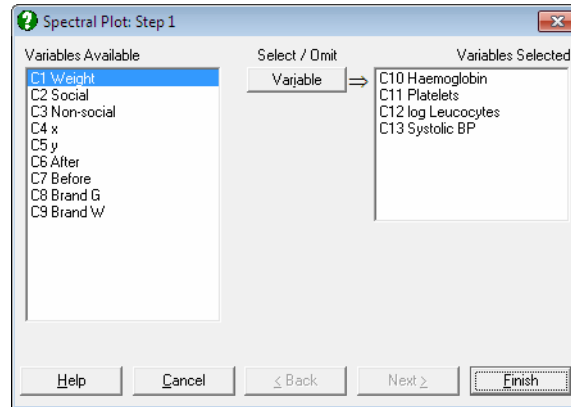 Spectral Plot: Step 1
Variables Available
Select / Omit
Variables Selected
C1 Weight
C2 Social
C3 Non-social
C4 x
C5 y
C6 After
C7 Before
C8 Brand G
C9 Brand W
Variable
C10 Haemoglobin
C11 Platelets
C12 log Leucocytes
C13 Systolic BP
Help
Cancel
< Back
Next >
Finish